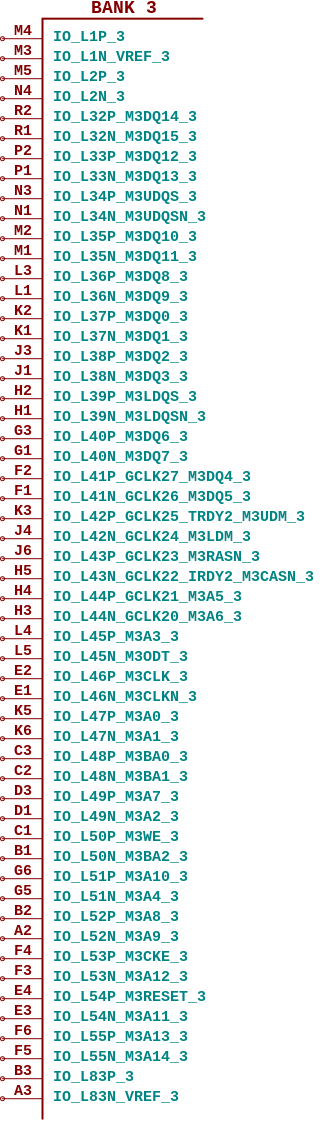 BANK 3
M4 IO_L1P_3
M3 IO_L1N_VREF_3
M5 IO_L2P_3
N4 IO_L2N_3
R2 IO_L32P_M3DQ14_3
R1 IO_L32N_M3DQ15_3
P2 IO_L33P_M3DQ12_3
P1 IO_L33N_M3DQ13_3
N3 IO_L34P_M3UDQS_3
N1 IO_L34N_M3UDQSN_3
M2 IO_L35P_M3DQ10_3
M1 IO_L35N_M3DQ11_3
L3 IO_L36P_M3DQ8_3
L1 IO_L36N_M3DQ9_3
K2 IO_L37P_M3DQ0_3
K1 IO_L37N_M3DQ1_3
J3 IO_L38P_M3DQ2_3
J1 IO_L38N_M3DQ3_3
H2 IO_L39P_M3LDQS_3
H1 IO_L39N_M3LDQSN_3
G3 IO_L40P_M3DQ6_3
G1 IO_L40N_M3DQ7_3
F2 IO_L41P_GCLK27_M3DQ4_3
F1 IO_L41N_GCLK26_M3DQ5_3
K3 IO_L42P_GCLK25_TRDY2_M3UDM_3
J4 IO_L42N_GCLK24_M3LDM_3
J6 IO_L43P_GCLK23_M3RASN_3
H5 IO_L43N_GCLK22_IRDY2_M3CASN_3
H4 IO_L44P_GCLK21_M3A5_3
H3 IO_L44N_GCLK20_M3A6_3
L4 IO_L45P_M3A3_3
L5 IO_L45N_M3ODT_3
E2 IO_L46P_M3CLK_3
E1 IO_L46N_M3CLKN_3
K5 IO_L47P_M3A0_3
K6 IO_L47N_M3A1_3
C3 IO_L48P_M3BA0_3
C2 IO_L48N_M3BA1_3
D3 IO_L49P_M3A7_3
D1 IO_L49N_M3A2_3
C1 IO_L50P_M3WE_3
B1 IO_L50N_M3BA2_3
G6 IO_L51P_M3A10_3
G5 IO_L51N_M3A4_3
B2 IO_L52P_M3A8_3
A2 IO_L52N_M3A9_3
F4 IO_L53P_M3CKE_3
F3 IO_L53N_M3A12_3
E4 IO_L54P_M3RESET_3
E3 IO_L54N_M3A11_3
F6 IO_L55P_M3A13_3
F5 IO_L55N_M3A14_3
B3 IO_L83P_3
A3 IO_L83N_VREF_3